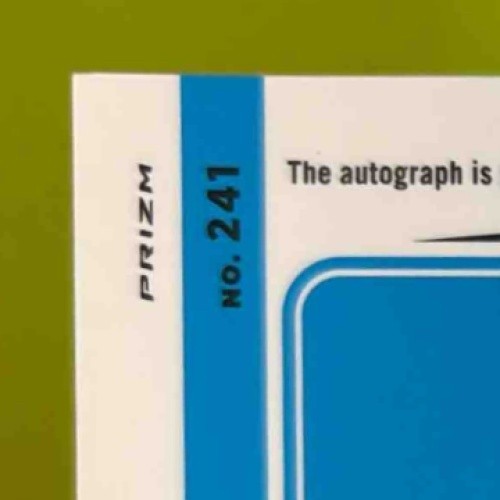 PRIZM
NO. 241
The autograph is